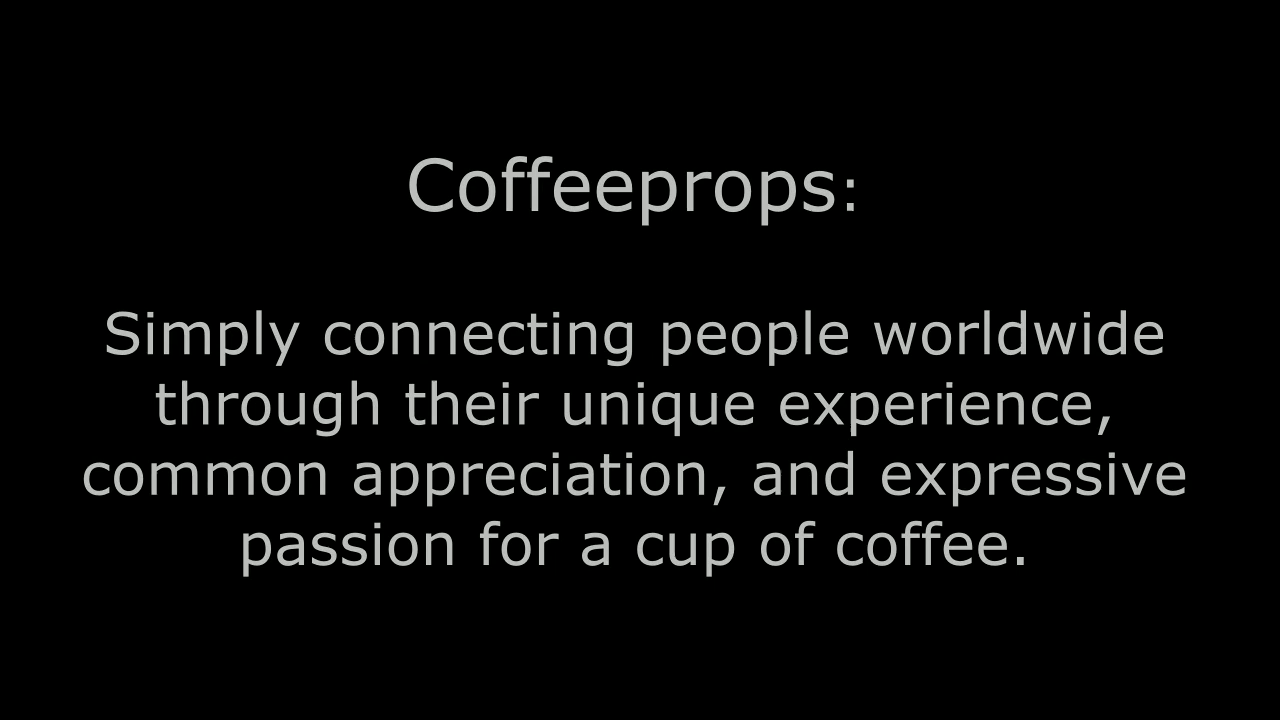 Coffeeprops:
Simply connecting people worldwide
through their unique experience,
common appreciation, and expressive
passion for a cup of coffee.